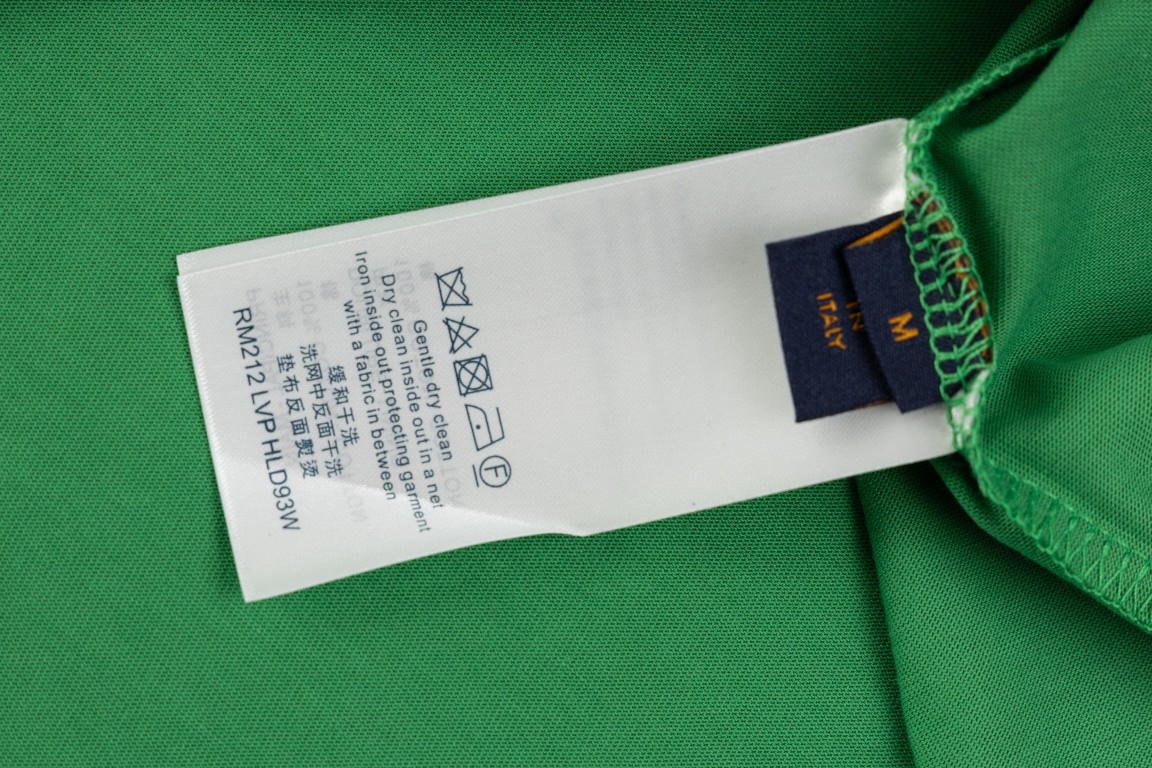 Gentle dry clean
Dry clean inside out in a net
Iron inside out protecting garment
with a fabric in between
缓和干洗
洗网中反面干洗
垫布反面熨烫
RM212 LVP HLD93W
F
M
IN
ITALY